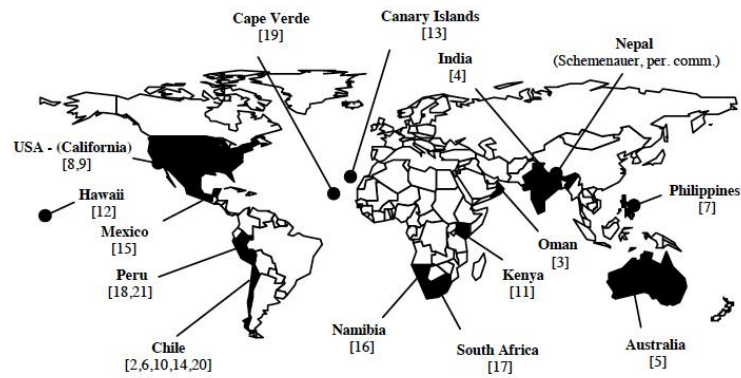 Cape Verde
[19]
Canary Islands
[13]
India
[4]
Nepal
(Schemenauer, per. comm.)
USA - (California)
[8,9]
Hawaii
[12]
Mexico
[15]
Peru
[18,21]
Chile
[2,6,10,14,20]
Namibia
[16]
South Africa
[17]
Kenya
[11]
Oman
[3]
Philippines
[7]
Australia
[5]